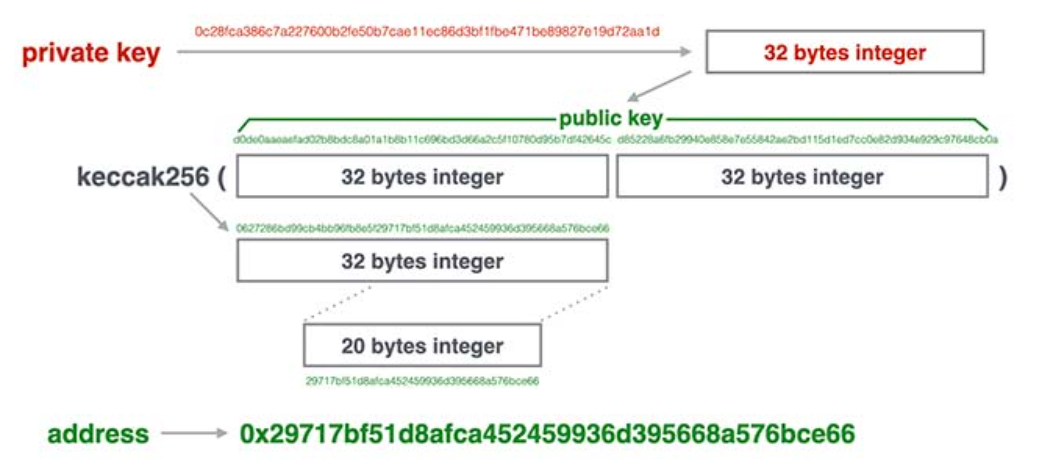 0c28fca386c7a227600b2fe50b7cae11ec86d3bf1fbe471be89827e19d72aa1d
private key
32 bytes integer
public key
d0de0aaeaefad02b8bdc8a01a1b8b11c696bd3d66a2c5f10780d95b7df42645c d85228a6fb29940e858e7e55842ae2bd115d1ed7cc0e82d934e929c97648cb0a
keccak256 ( 32 bytes integer 32 bytes integer )
0627286bd99cb4bb96fb8e5f29717bf51d8afca452459936d395668a576bce66
32 bytes integer
20 bytes integer
29717bf51d8afca452459936d395668a576bce66
address 0x29717bf51d8afca452459936d395668a576bce66